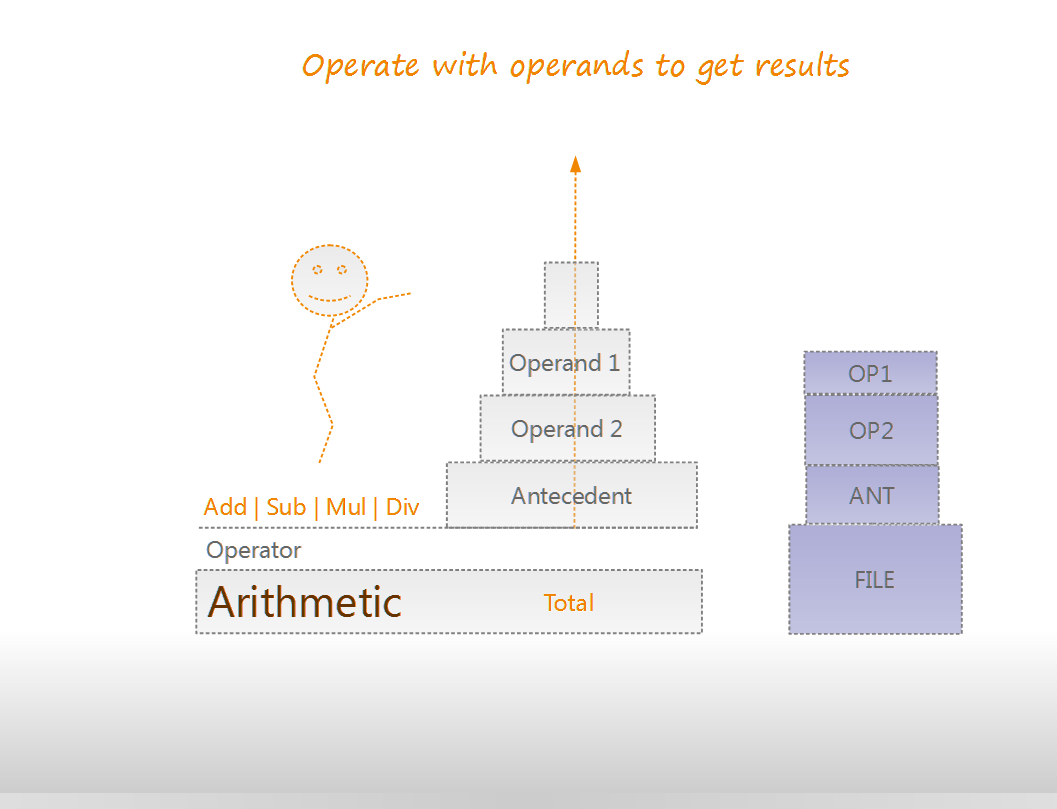 Operate with operands to get results
Operand 1
OP1
Operand 2
OP2
Antecedent
ANT
Add | Sub | Mul | Div
Operator
FILE
Arithmetic
Total